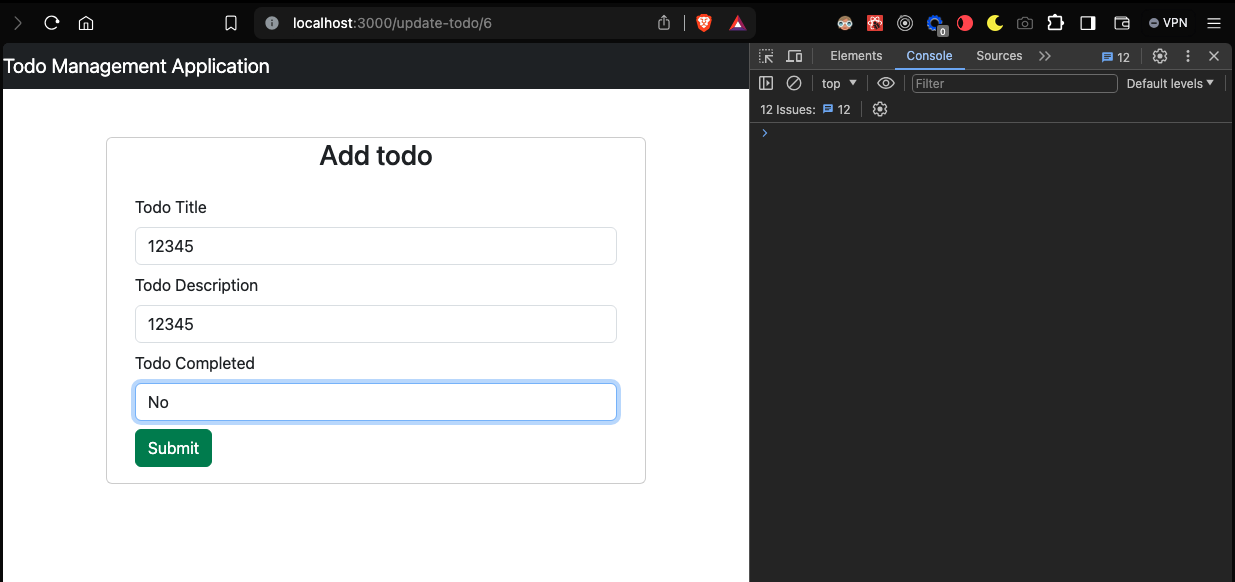 localhost:3000/update-todo/6
0
VPN
Todo Management Application
Elements
Console
Sources
12
top
Filter
Default levels
12 Issues:
12
Add todo
Todo Title
12345
Todo Description
12345
Todo Completed
No
Submit